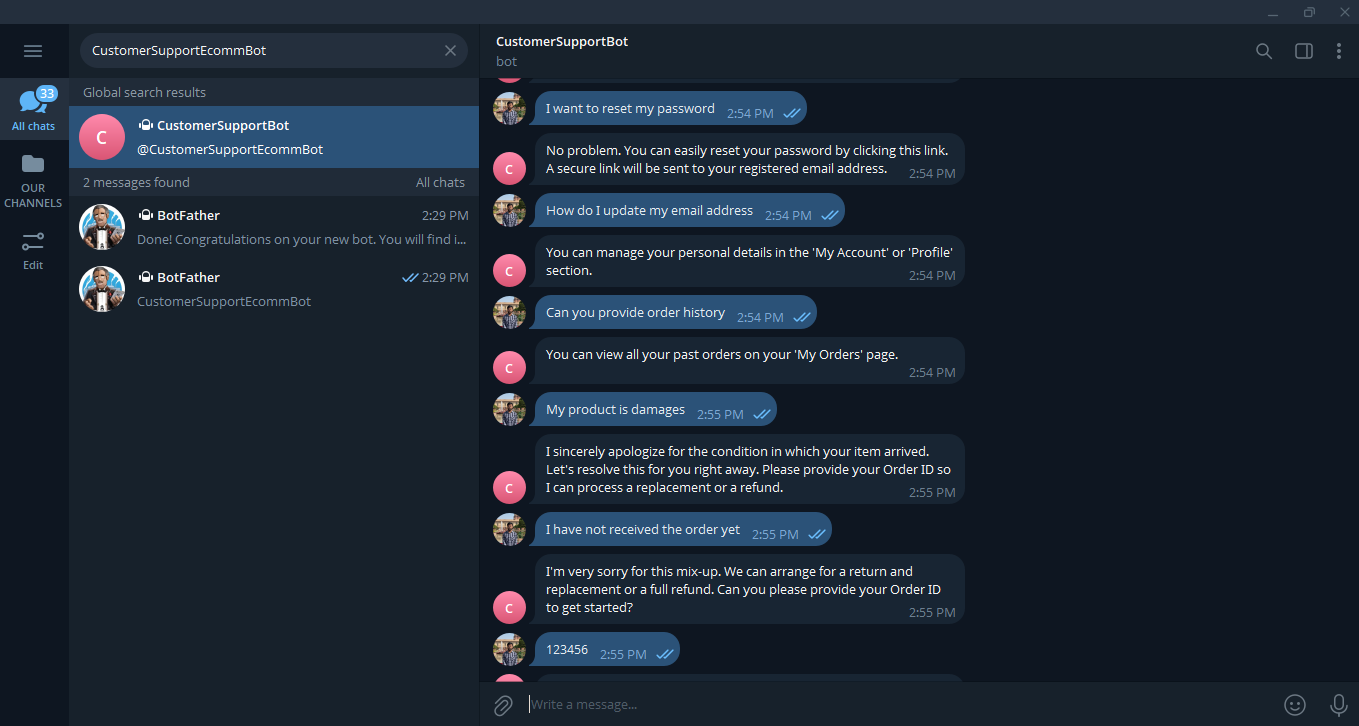 CustomerSupportEcommBot
33
All chats
OUR
CHANNELS
Edit
Global search results
C
CustomerSupportBot
@CustomerSupportEcommBot
2 messages found All chats
BotFather 2:29 PM
Done! Congratulations on your new bot. You will find i...
BotFather 2:29 PM
CustomerSupportEcommBot
CustomerSupportBot
bot
I want to reset my password 2:54 PM
No problem. You can easily reset your password by clicking this link.
A secure link will be sent to your registered email address. 2:54 PM
C
How do I update my email address 2:54 PM
You can manage your personal details in the 'My Account' or 'Profile'
section. 2:54 PM
C
Can you provide order history 2:54 PM
You can view all your past orders on your 'My Orders' page.
2:54 PM
C
My product is damages 2:55 PM
I sincerely apologize for the condition in which your item arrived.
Let's resolve this for you right away. Please provide your Order ID so
I can process a replacement or a refund. 2:55 PM
C
I have not received the order yet 2:55 PM
I'm very sorry for this mix-up. We can arrange for a return and
replacement or a full refund. Can you please provide your Order ID
to get started? 2:55 PM
C
123456 2:55 PM
Write a message...